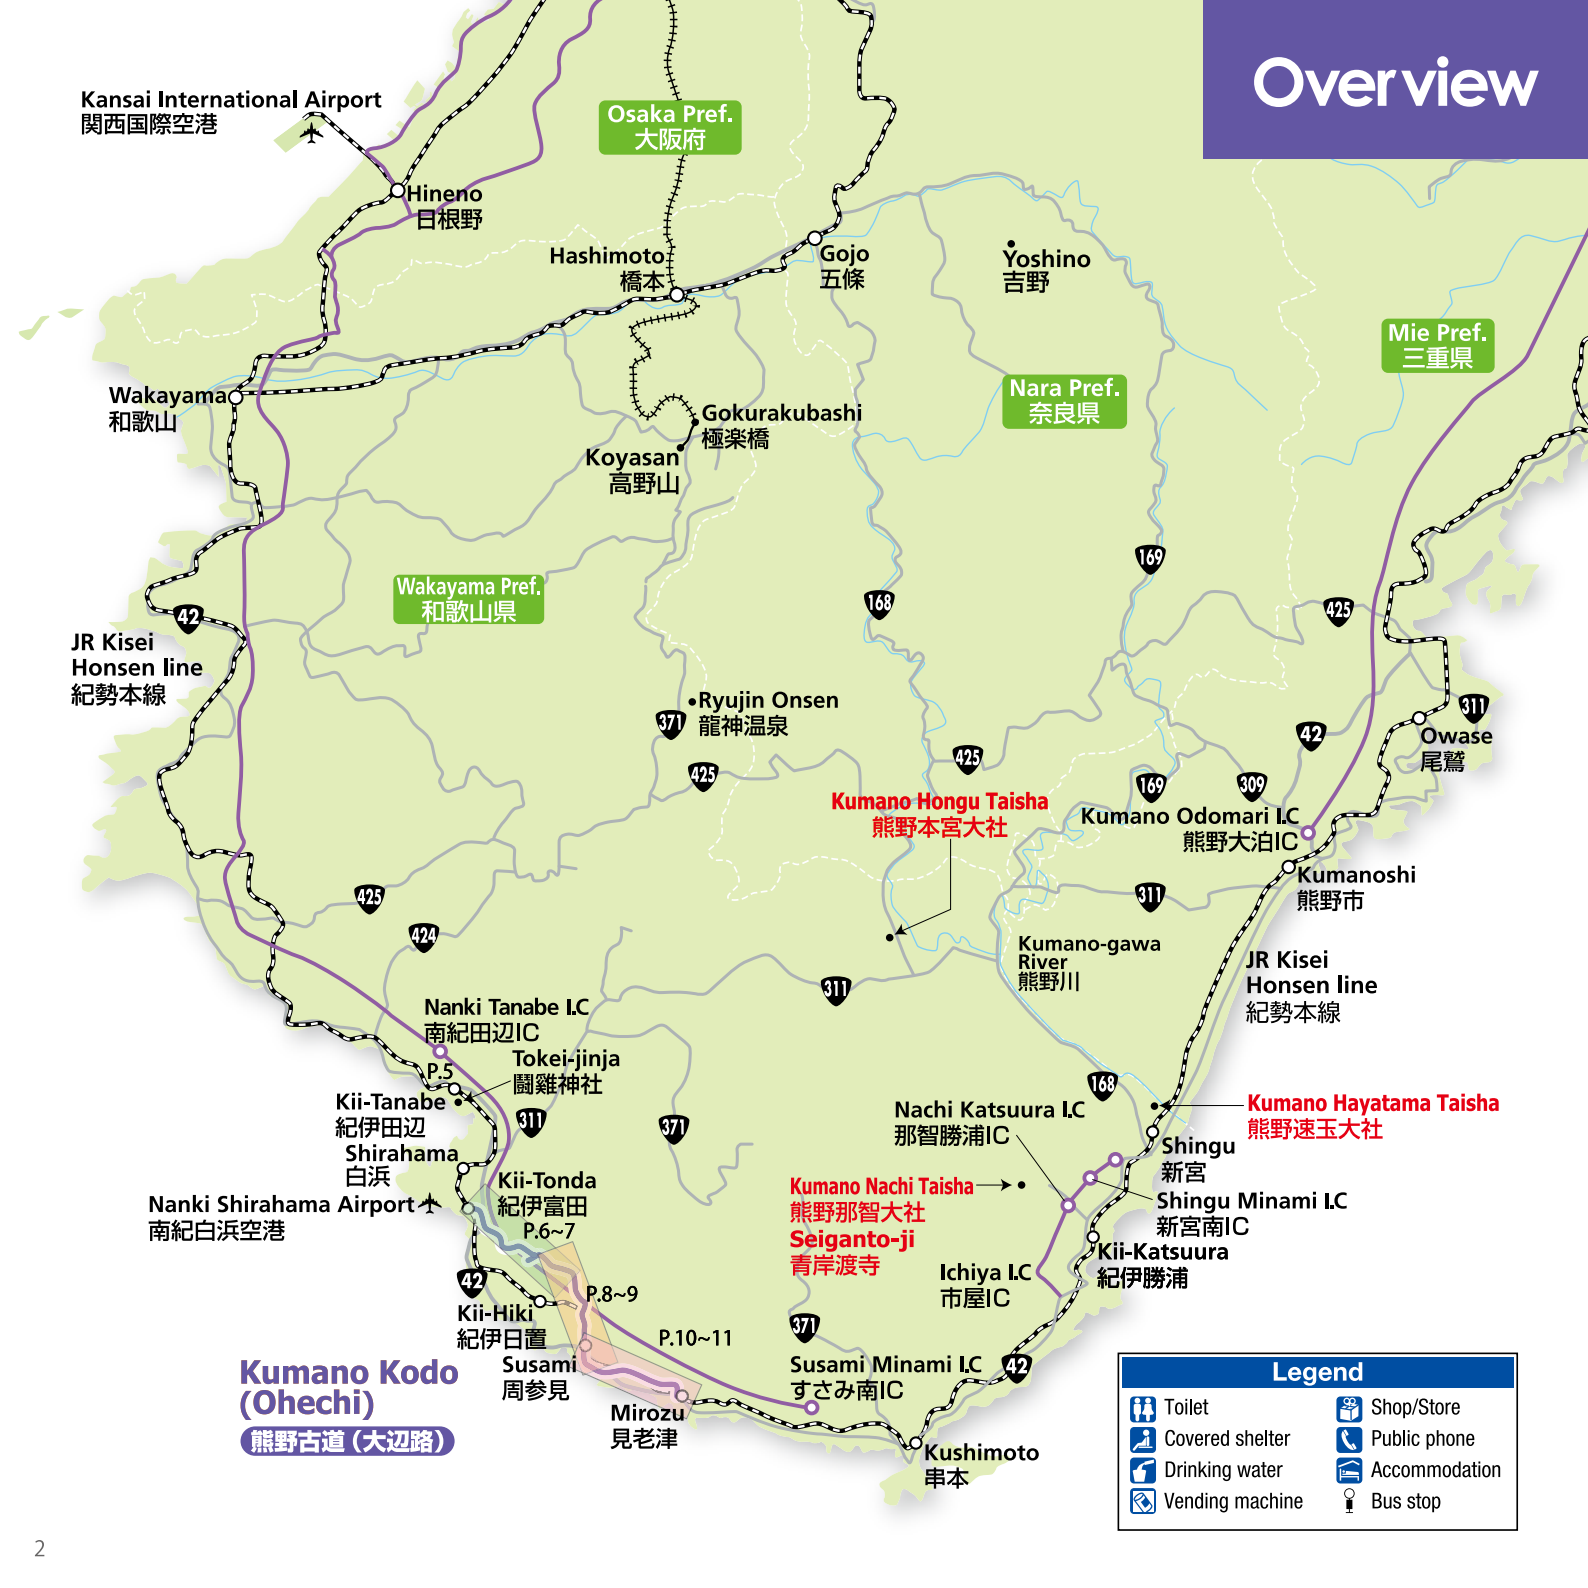 Overview
Kansai International Airport
関西国際空港
Osaka Pref.
大阪府
Hineno
日根野
Hashimoto
橋本
Gojo
五條
Yoshino
吉野
Mie Pref.
三重県
Nara Pref.
奈良県
Wakayama
和歌山
Gokurakubashi
極楽橋
Koyasan
高野山
169
168
425
Wakayama Pref.
和歌山県
42
JR Kisei
Honsen line
紀勢本線
Ryujin Onsen
龍神温泉
371
425
425
42
311
Owase
尾鷲
169
309
Kumano Hongu Taisha
熊野本宮大社
Kumano Odomari I.C
熊野大泊IC
Kumanoshi
熊野市
425
424
311
Kumano-gawa
River
熊野川
JR Kisei
Honsen line
紀勢本線
311
Nanki Tanabe I.C
南紀田辺IC
P.5
Tokei-jinja
闘雞神社
Kii-Tanabe
紀伊田辺
311
371
168
Nachi Katsuura I.C
那智勝浦IC
Kumano Hayatama Taisha
熊野速玉大社
Shirahama
白浜
Shingu
新宮
Kii-Tonda
紀伊富田
Nanki Shirahama Airport
南紀白浜空港
P.6~7
Kumano Nachi Taisha
熊野那智大社
Seiganto-ji
青岸渡寺
Shingu Minami I.C
新宮南IC
Kii-Katsuura
紀伊勝浦
Ichiya I.C
市屋IC
42
P.8~9
Kii-Hiki
紀伊日置
371
P.10~11
Susami
周参見
Susami Minami I.C
すさみ南IC
42
Mirozu
見老津
Kushimoto
串本
Kumano Kodo
(Ohechi)
熊野古道（大辺路）
Legend
Toilet
Shop/Store
Covered shelter
Public phone
Drinking water
Accommodation
Vending machine
Bus stop
2